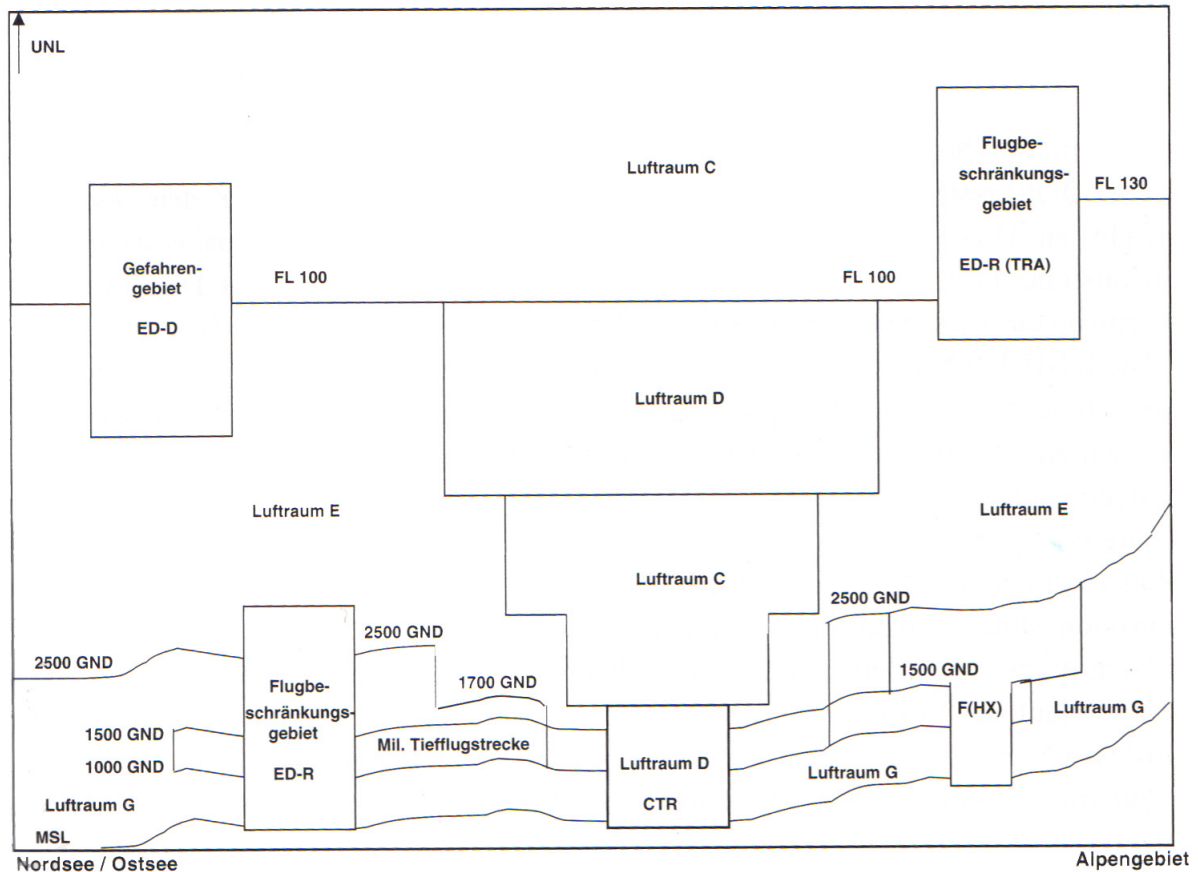 UNL
Luftraum C
Flugbe-
schränkungs-
gebiet
ED-R (TRA)
FL 130
Gefahren-
gebiet
ED-D
FL 100
FL 100
Luftraum D
Luftraum E
Luftraum E
Luftraum C
2500 GND
2500 GND
2500 GND
1700 GND
1500 GND
Flugbe-
schränkungs-
gebiet
ED-R
F(HX)
Luftraum G
1500 GND
1000 GND
Mil. Tiefflugstrecke
Luftraum D
CTR
Luftraum G
Luftraum G
MSL
Nordsee / Ostsee
Alpengebiet